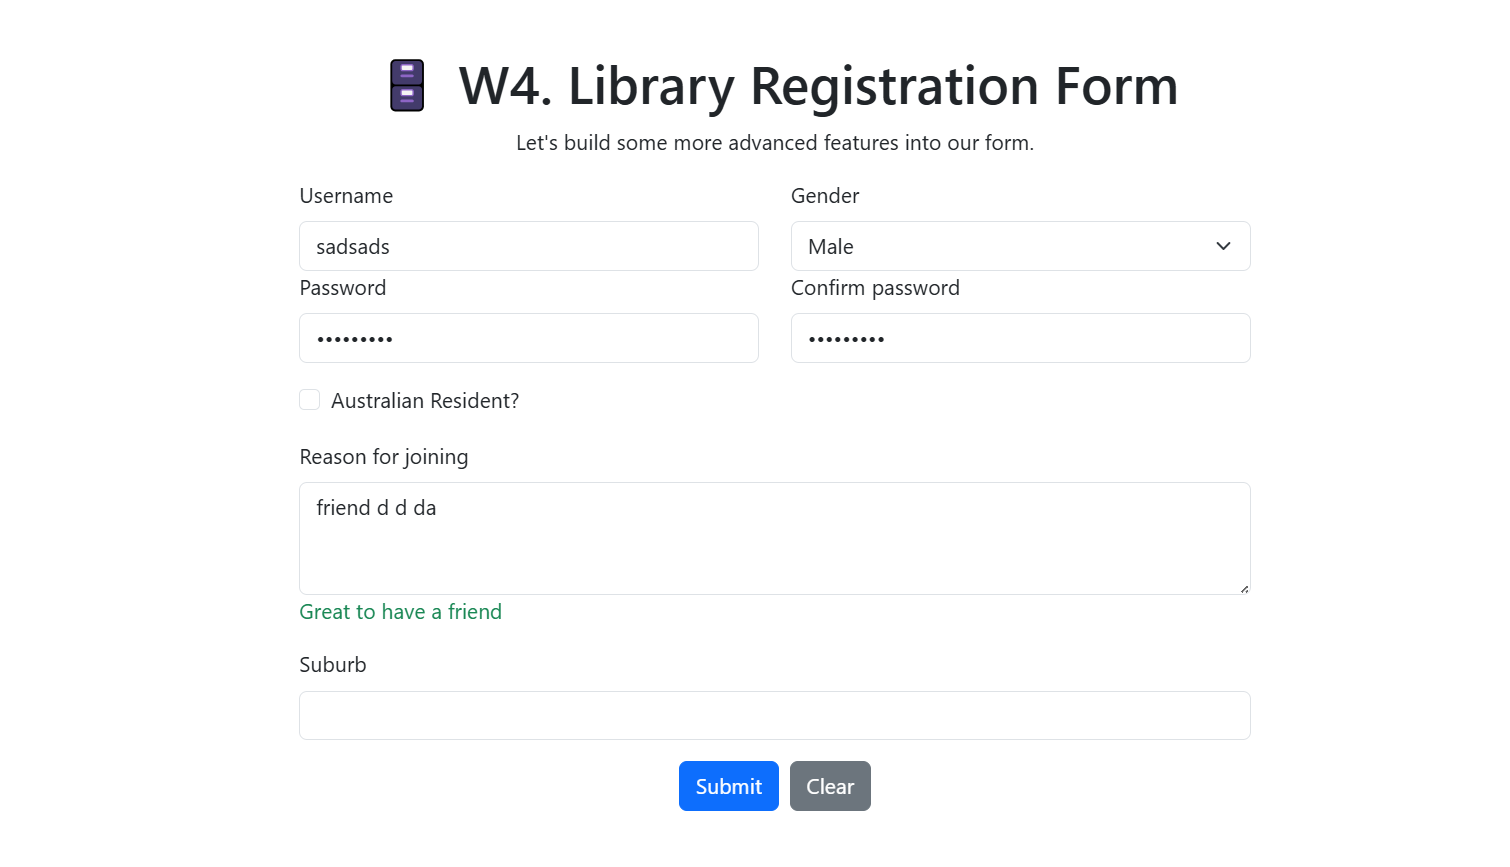 W4. Library Registration Form
Let's build some more advanced features into our form.
Username
Gender
sadsads
Male
Password
Confirm password
•••••••••
•••••••••
Australian Resident?
Reason for joining
friend d d da
Great to have a friend
Suburb
Submit
Clear